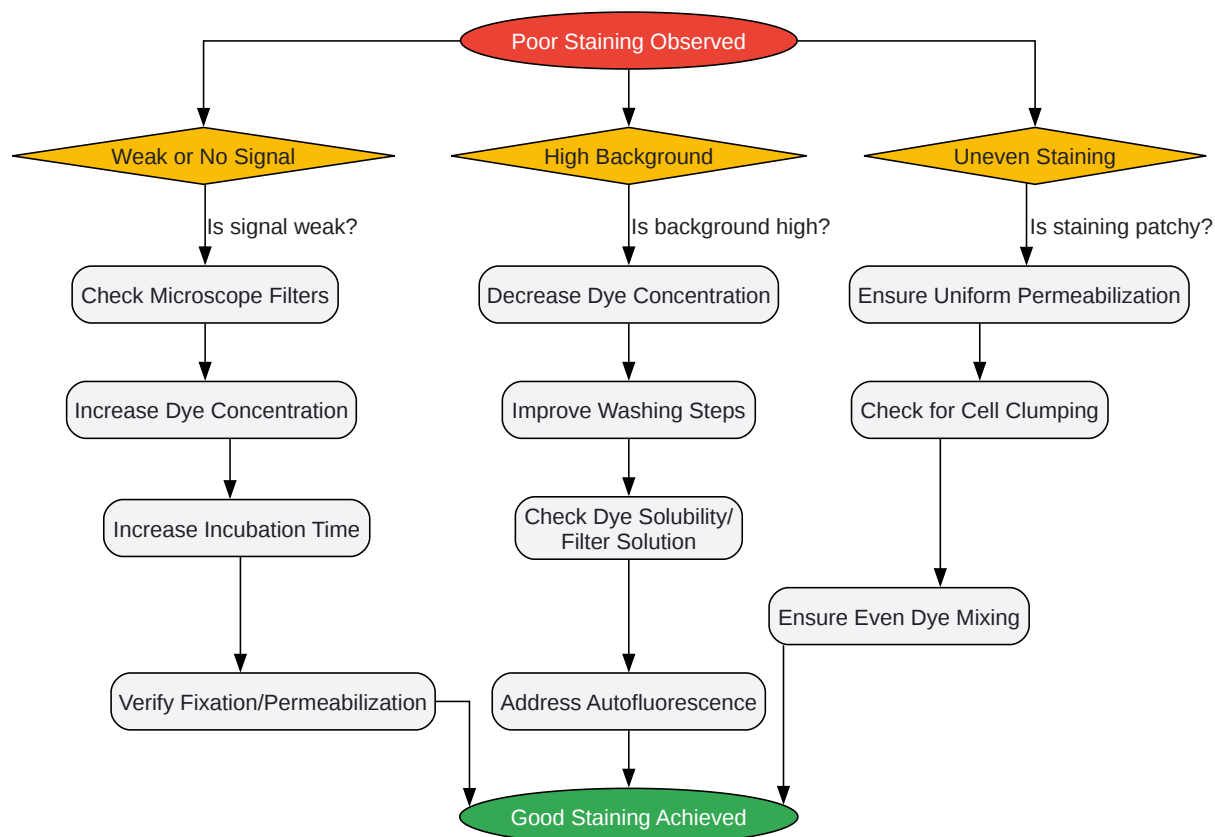 Poor Staining Observed
Weak or No Signal
High Background
Uneven Staining
Is signal weak?
Is background high?
Is staining patchy?
Check Microscope Filters
Decrease Dye Concentration
Ensure Uniform Permeabilization
Increase Dye Concentration
Improve Washing Steps
Check for Cell Clumping
Increase Incubation Time
Check Dye Solubility/
Filter Solution
Ensure Even Dye Mixing
Verify Fixation/Permeabilization
Address Autofluorescence
Good Staining Achieved